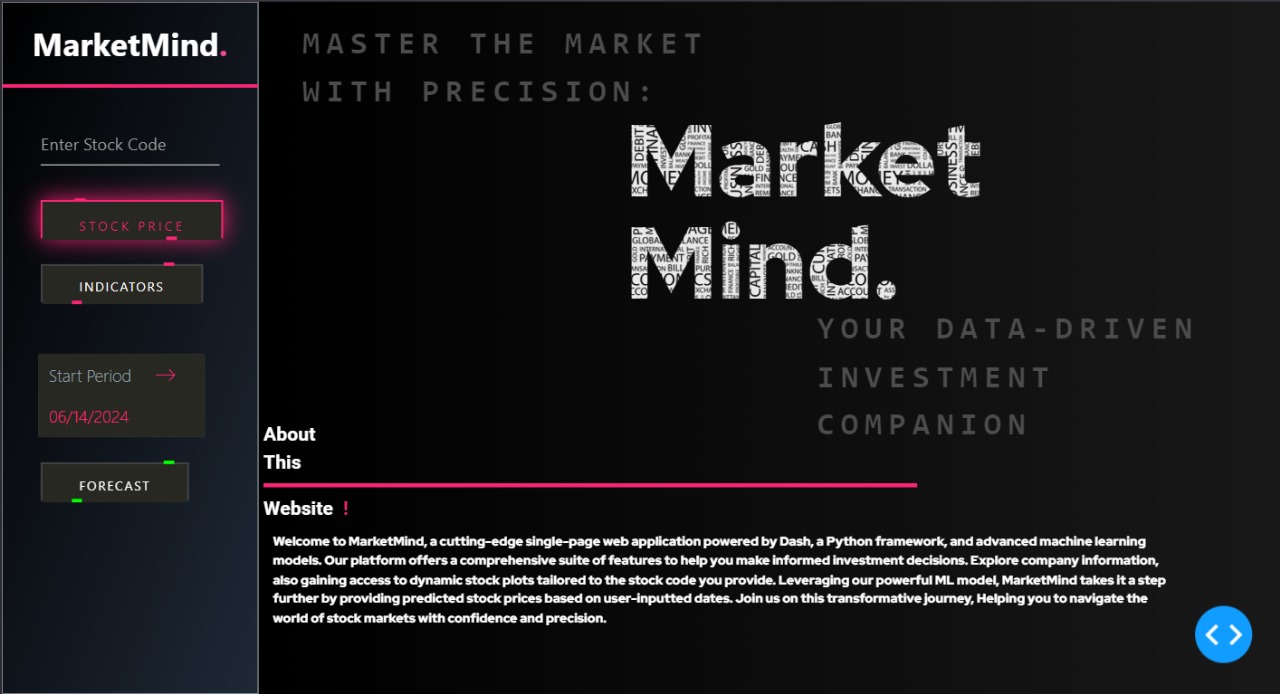 MarketMind.
Enter Stock Code
STOCK PRICE
INDICATORS
Start Period →
06/14/2024
FORECAST
MASTER THE MARKET
WITH PRECISION:
Market
Mind.
YOUR DATA-DRIVEN
INVESTMENT
COMPANION
About
This
Website !
Welcome to MarketMind, a cutting-edge single-page web application powered by Dash, a Python framework, and advanced machine learning
models. Our platform offers a comprehensive suite of features to help you make informed investment decisions. Explore company information,
also gaining access to dynamic stock plots tailored to the stock code you provide. Leveraging our powerful ML model, MarketMind takes it a step
further by providing predicted stock prices based on user-inputted dates. Join us on this transformative journey, Helping you to navigate the
world of stock markets with confidence and precision.